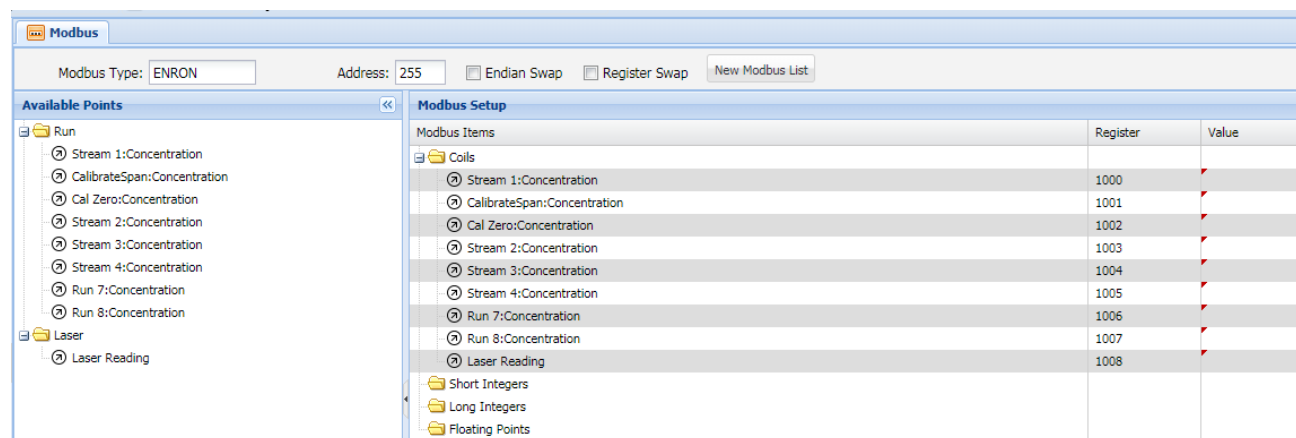 Modbus
Modbus Type: ENRON Address: 255 Endian Swap Register Swap New Modbus List
Available Points
Run
Stream 1:Concentration
CalibrateSpan:Concentration
Cal Zero:Concentration
Stream 2:Concentration
Stream 3:Concentration
Stream 4:Concentration
Run 7:Concentration
Run 8:Concentration
Laser
Laser Reading
Modbus Setup
Modbus Items Register Value
Coils
Stream 1:Concentration 1000
CalibrateSpan:Concentration 1001
Cal Zero:Concentration 1002
Stream 2:Concentration 1003
Stream 3:Concentration 1004
Stream 4:Concentration 1005
Run 7:Concentration 1006
Run 8:Concentration 1007
Laser Reading 1008
Short Integers
Long Integers
Floating Points